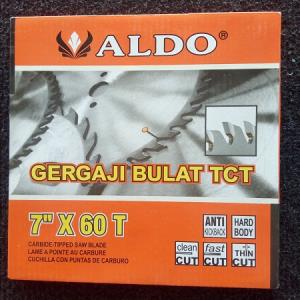 ALDO®
GERGAJI BULAT TCT
7" X 60 T
CARBIDE-TIPPED SAW BLADE
LAME A POINTE AU CARBURE
CUCHILLA CON PUNTAS DE CARBURO
ANTI
KICKBACK
HARD
BODY
clean
CUT
fast
CUT
THIN
CUT